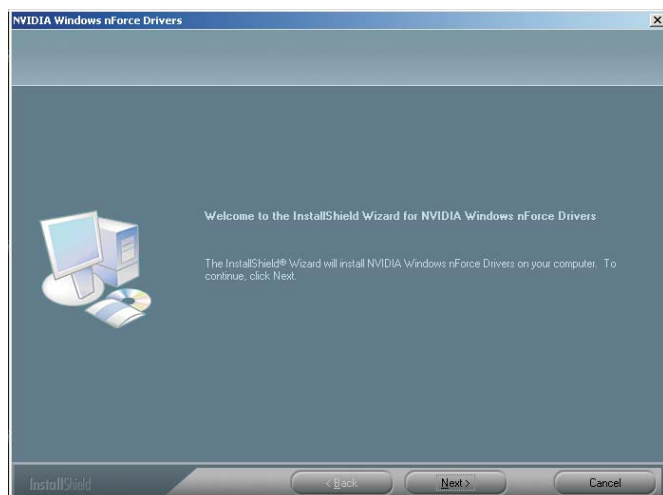 NVIDIA Windows nForce Drivers
Welcome to the InstallShield Wizard for NVIDIA Windows nForce Drivers
The InstallShield® Wizard will install NVIDIA Windows nForce Drivers on your computer. To
continue, click Next.
InstallShield
< Back
Next >
Cancel